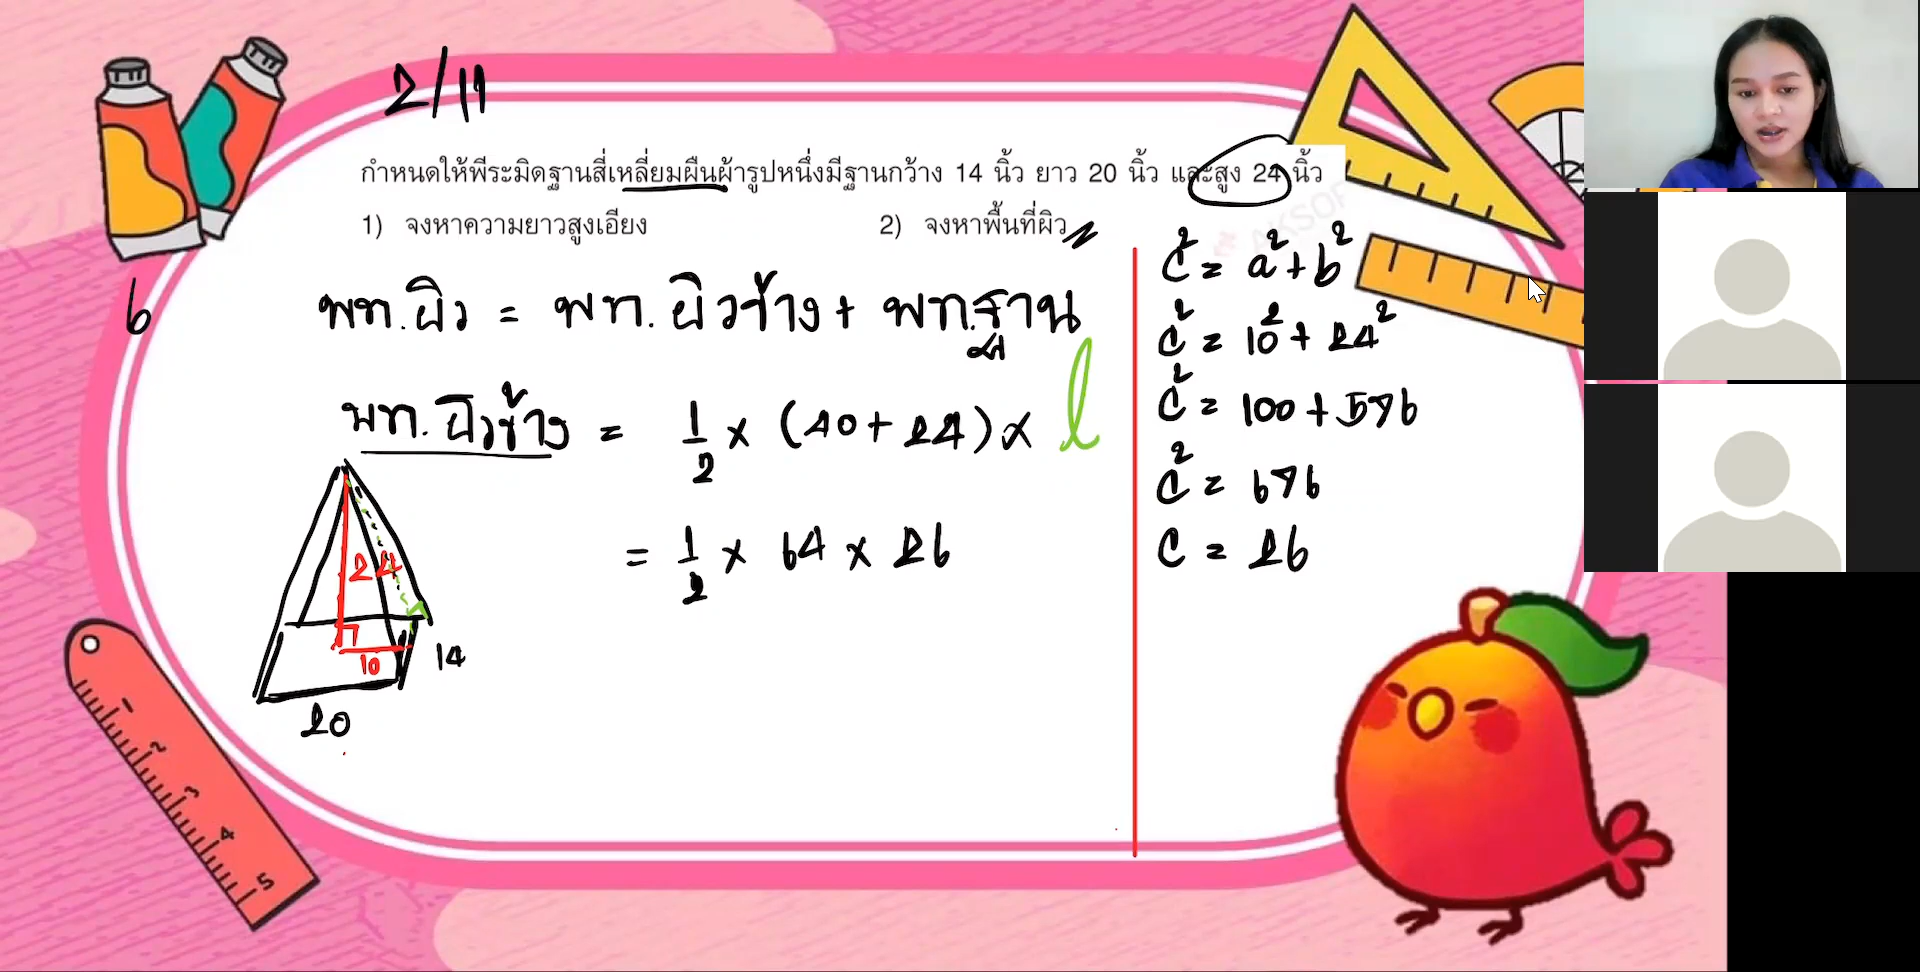 2/11
กำหนดให้พีระมิดฐานสี่เหลี่ยมผืนผ้ารูปหนึ่งมีฐานกว้าง 14 นิ้ว ยาว 20 นิ้ว และสูง 24 นิ้ว
1) จงหาความยาวสูงเอียง 2) จงหาพื้นที่ผิว
6
พท.ผิว = พท.ผิวข้าง + พท.ฐาน
พท.ผิวข้าง = 1/2 × (40+24) × l
= 1/2 × 64 × 26
24
10
14
20
c² = a² + b²
c² = 10² + 24²
c² = 100 + 576
c² = 676
c = 26
3
4
5